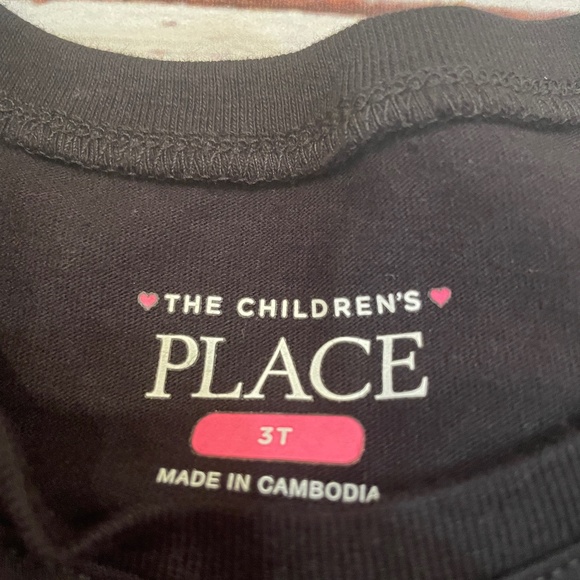 THE CHILDREN'S
PLACE
3T
MADE IN CAMBODIA